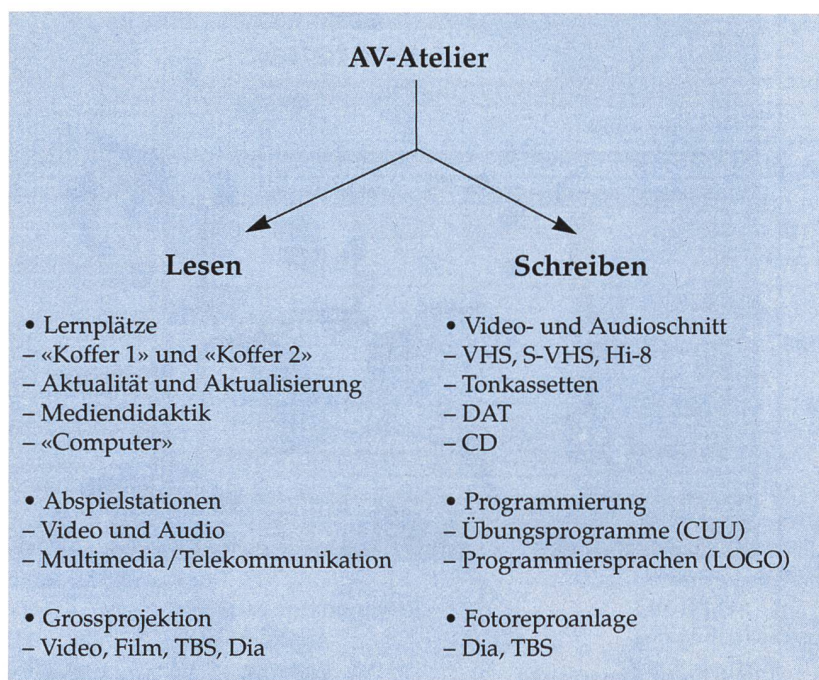 AV-Atelier
Lesen
• Lernplätze
– «Koffer 1» und «Koffer 2»
– Aktualität und Aktualisierung
– Mediendidaktik
– «Computer»
• Abspielstationen
– Video und Audio
– Multimedia/Telekommunikation
• Grossprojektion
– Video, Film, TBS, Dia
Schreiben
• Video- und Audioschnitt
– VHS, S-VHS, Hi-8
– Tonkassetten
– DAT
– CD
• Programmierung
– Übungsprogramme (CUU)
– Programmiersprachen (LOGO)
• Fotoreproanlage
– Dia, TBS